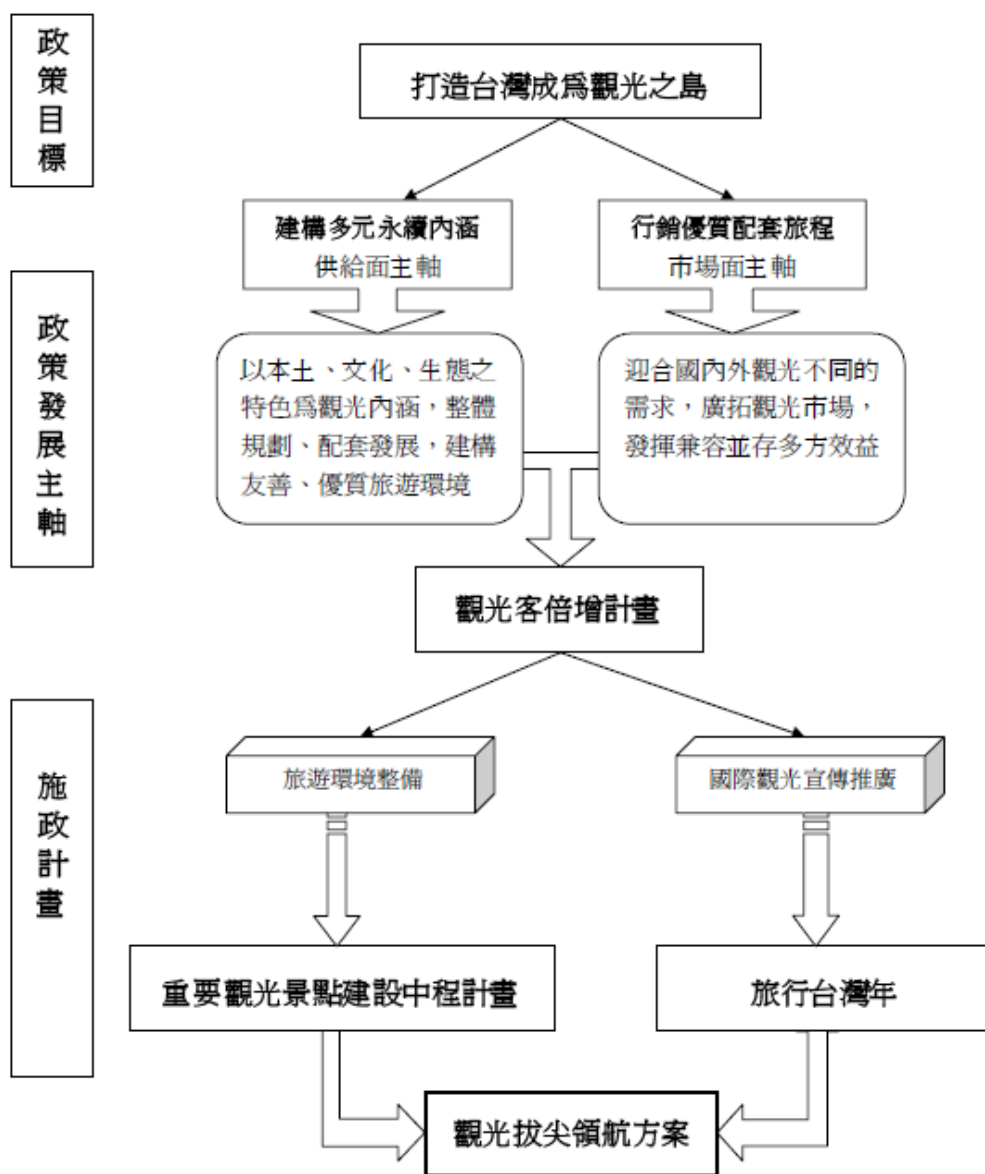 政策目標
打造台灣成爲觀光之島
建構多元永續內涵
供給面主軸
行銷優質配套旅程
市場面主軸
政策發展主軸
以本土、文化、生態之
特色爲觀光內涵，整體
規劃、配套發展，建構
友善、優質旅遊環境
迎合國內外觀光不同的
需求，廣拓觀光市場，
發揮兼容並存多方效益
觀光客倍增計畫
施政計畫
旅遊環境整備
國際觀光宣傳推廣
重要觀光景點建設中程計畫
旅行台灣年
觀光拔尖領航方案